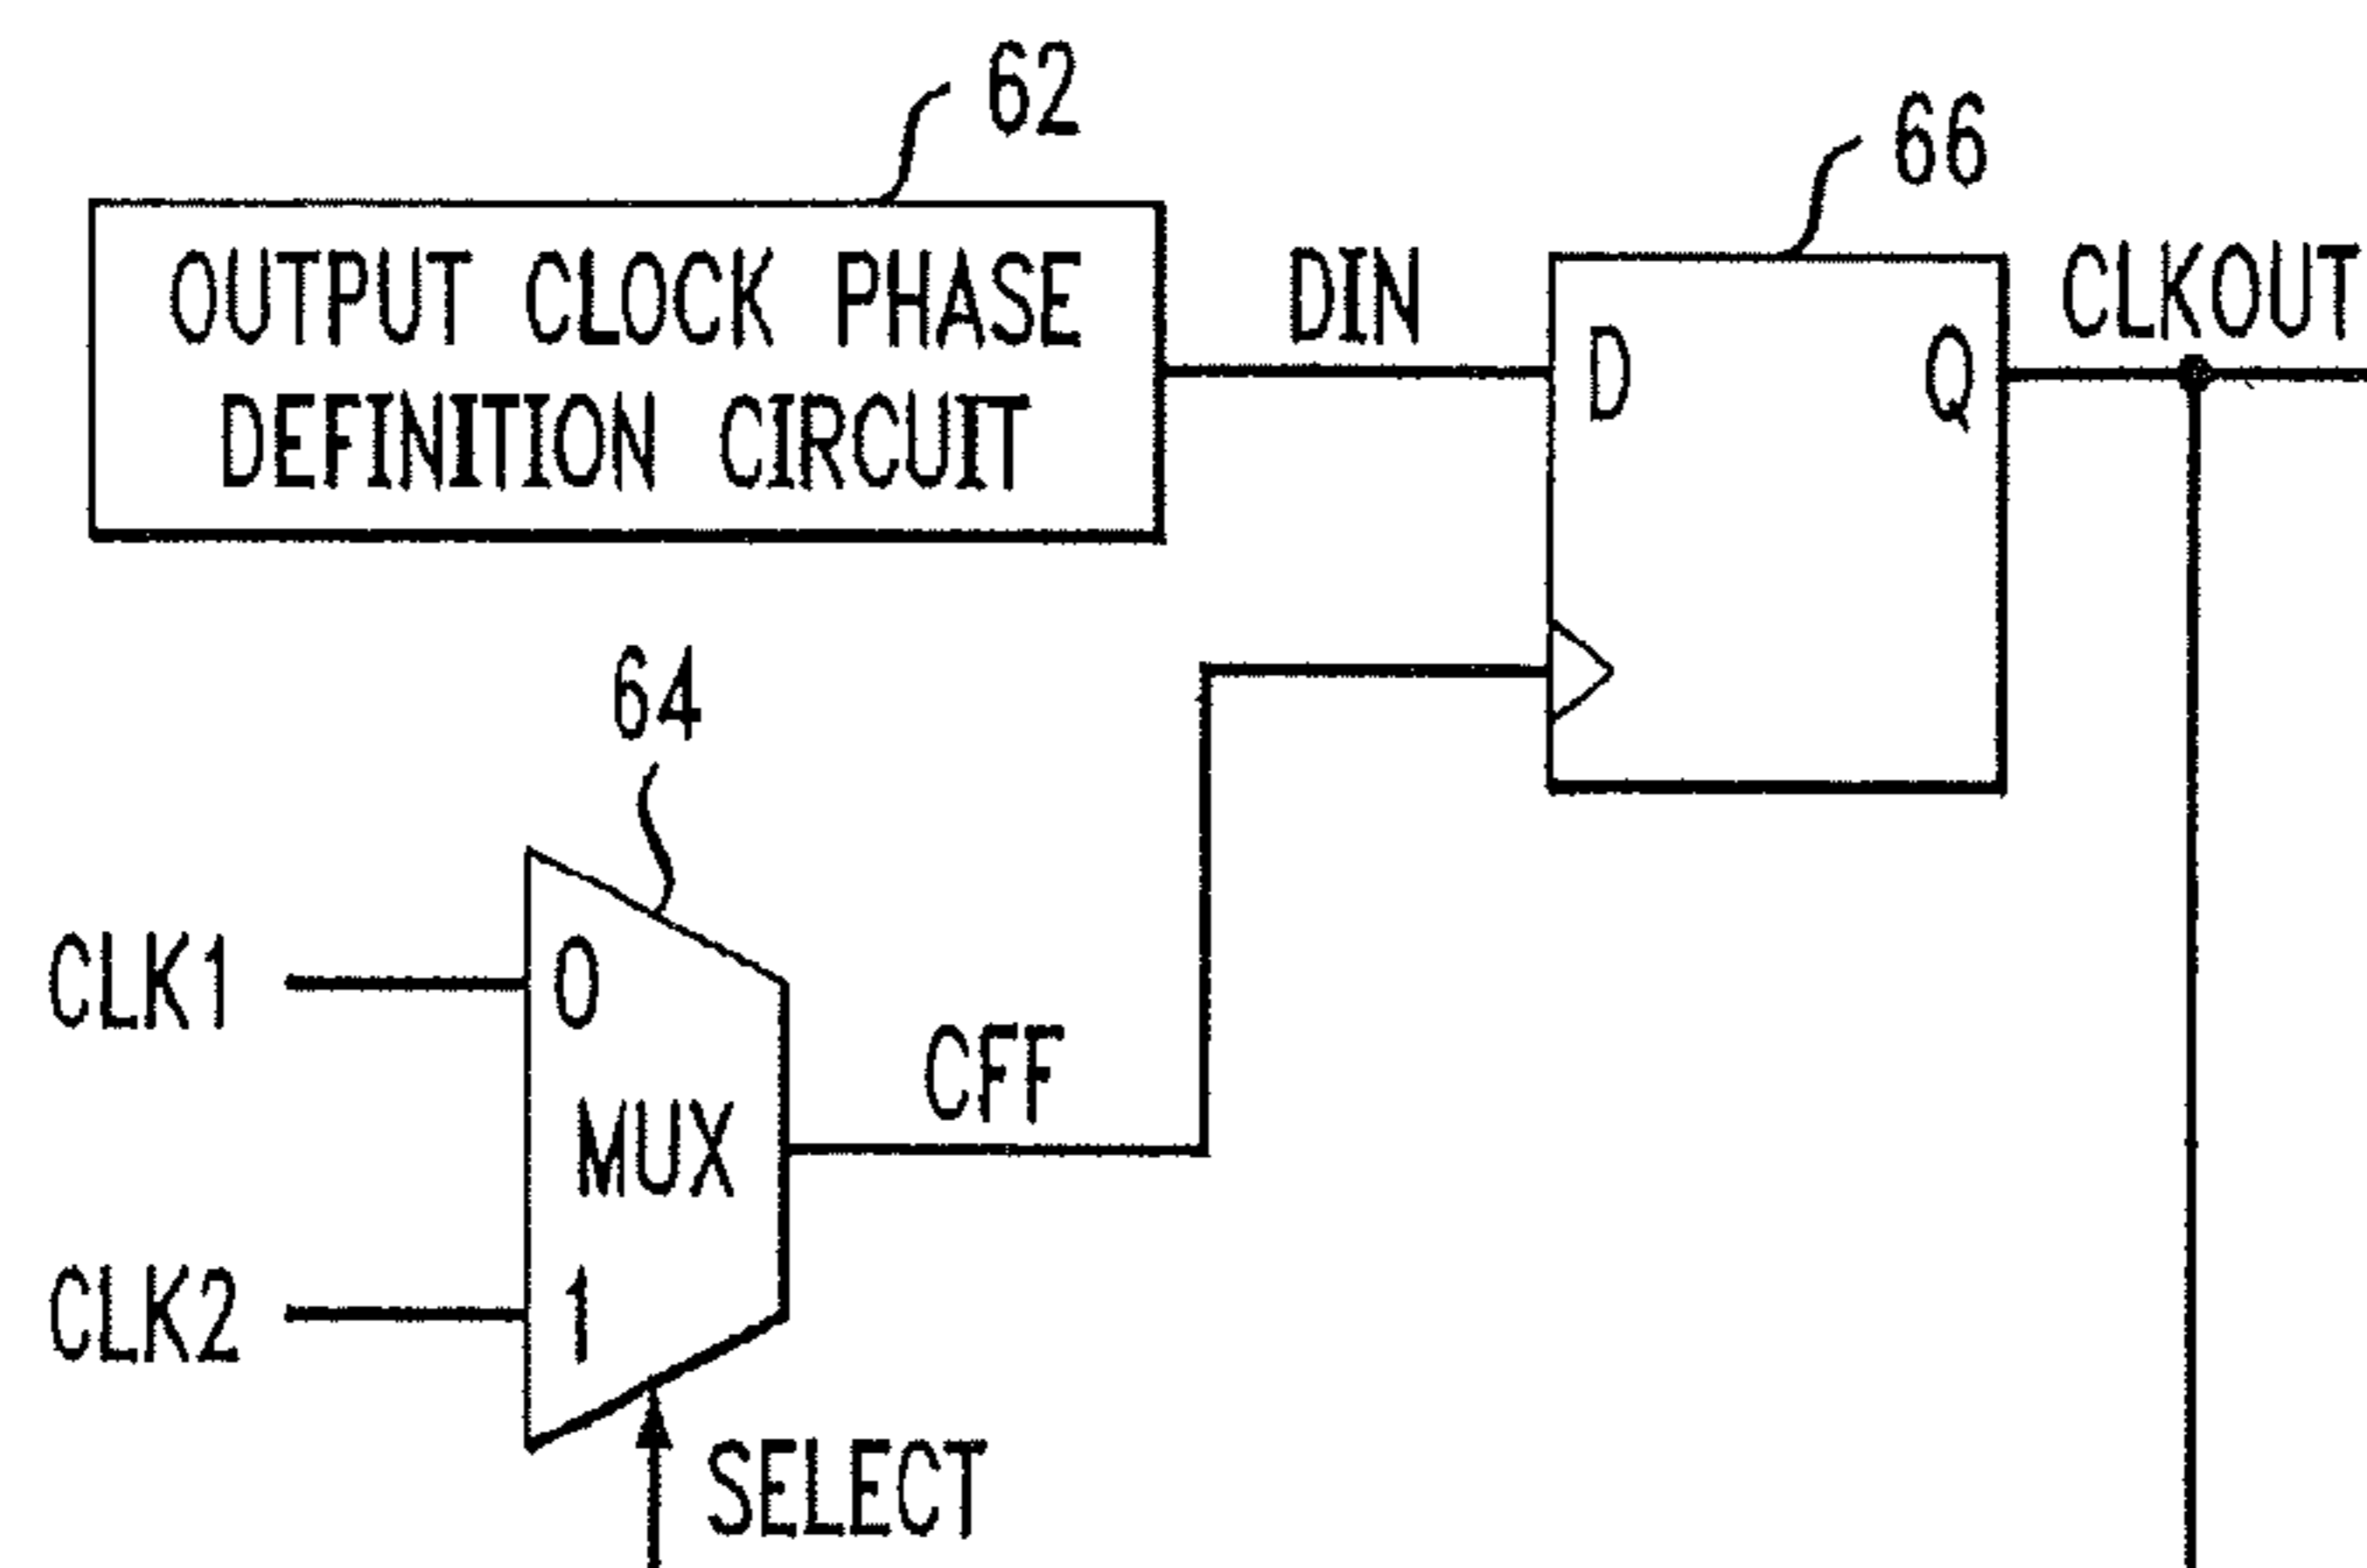 62
66
OUTPUT CLOCK PHASE
DEFINITION CIRCUIT
DIN
D
Q
CLKOUT
64
CLK1
0
MUX
CFF
CLK2
1
SELECT